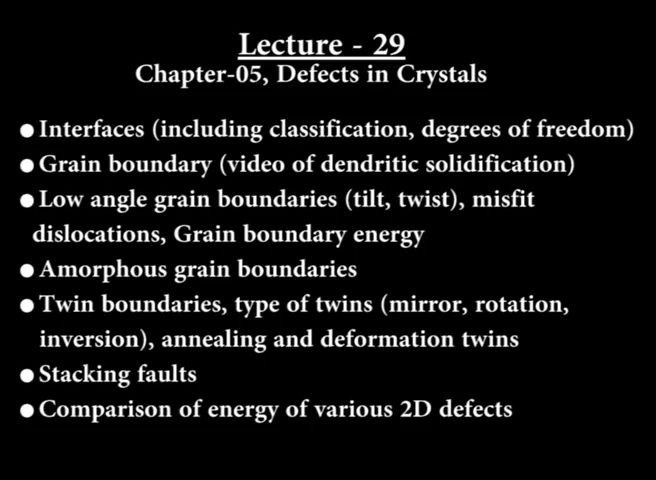 Lecture - 29
Chapter-05, Defects in Crystals
● Interfaces (including classification, degrees of freedom)
● Grain boundary (video of dendritic solidification)
● Low angle grain boundaries (tilt, twist), misfit
dislocations, Grain boundary energy
● Amorphous grain boundaries
● Twin boundaries, type of twins (mirror, rotation,
inversion), annealing and deformation twins
● Stacking faults
● Comparison of energy of various 2D defects